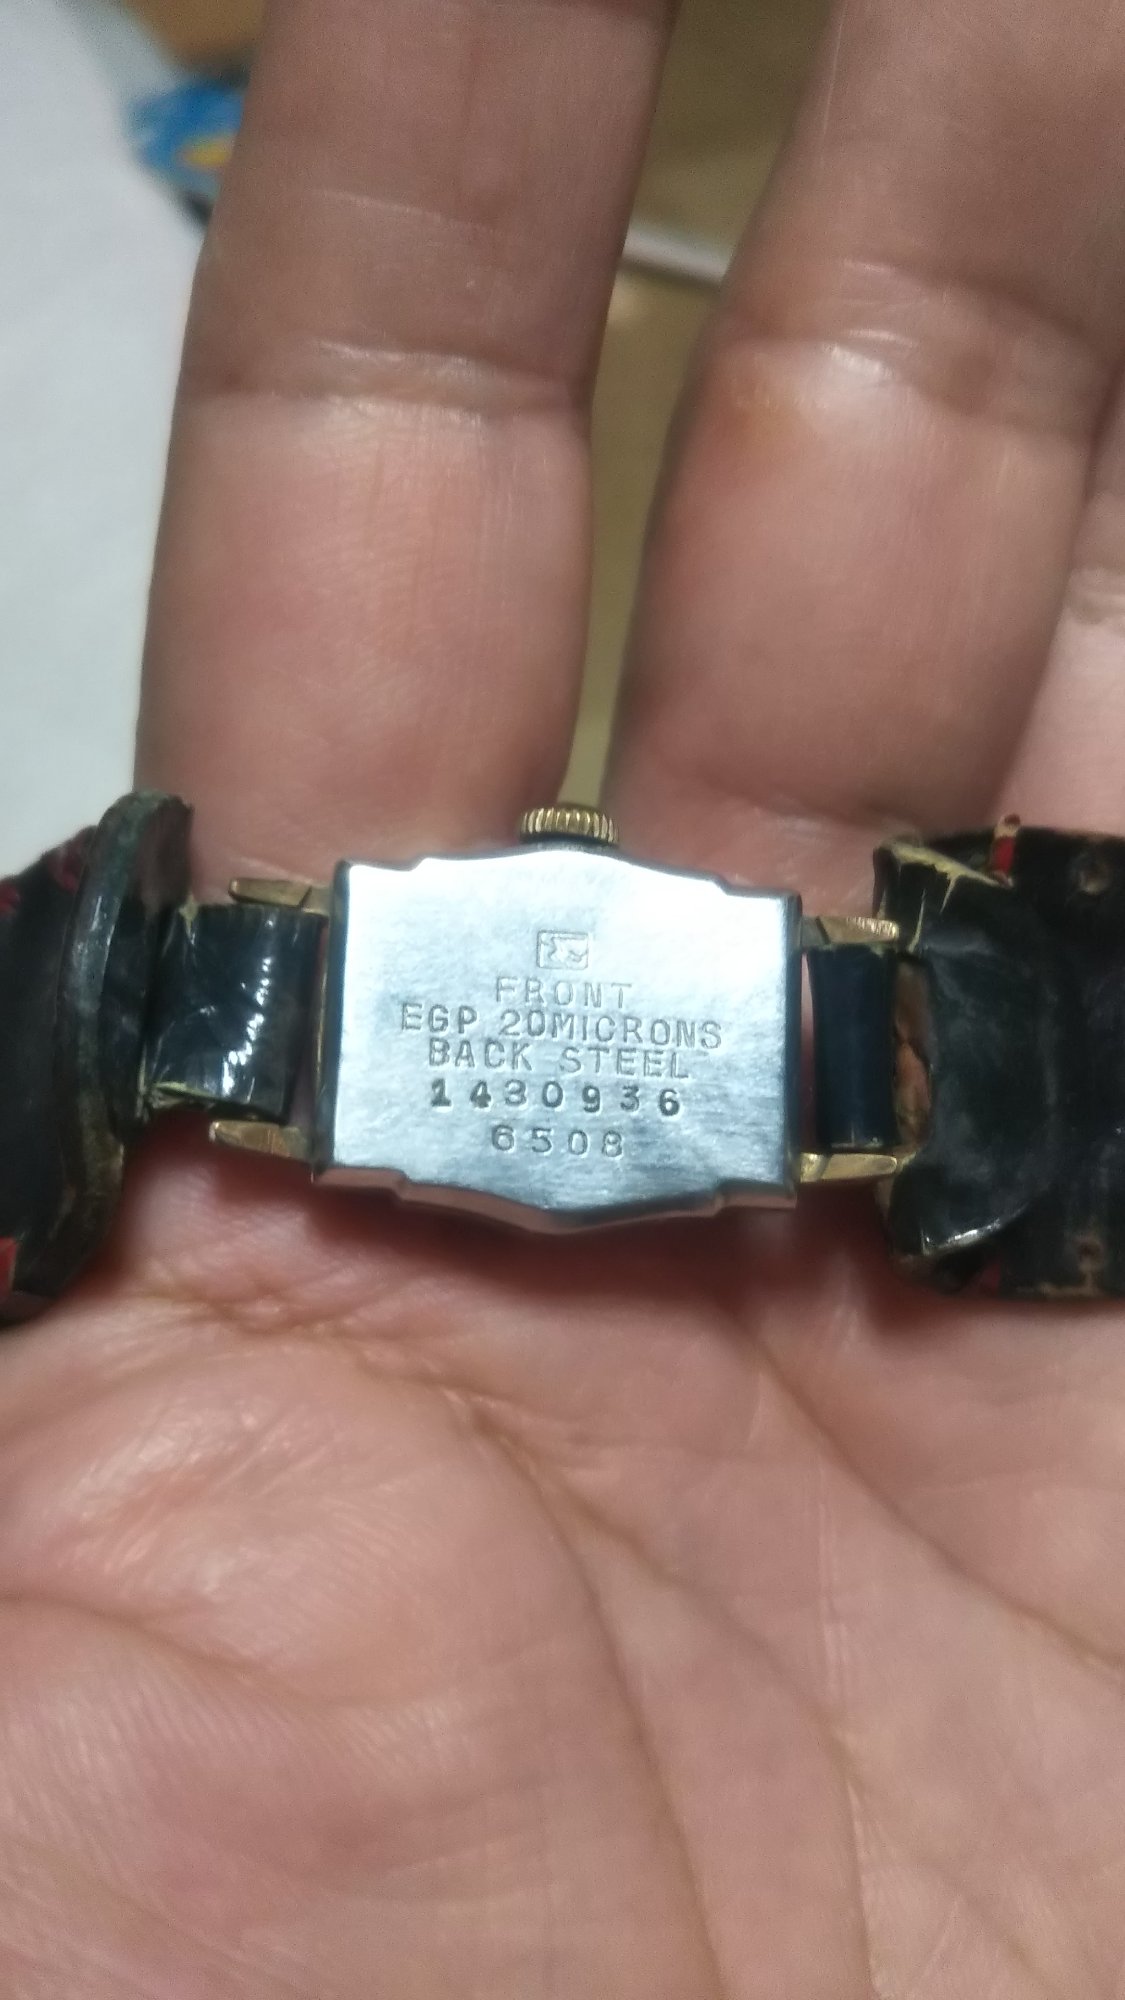 FRONT
EGP 20MICRONS
BACK STEEL
1430936
6508